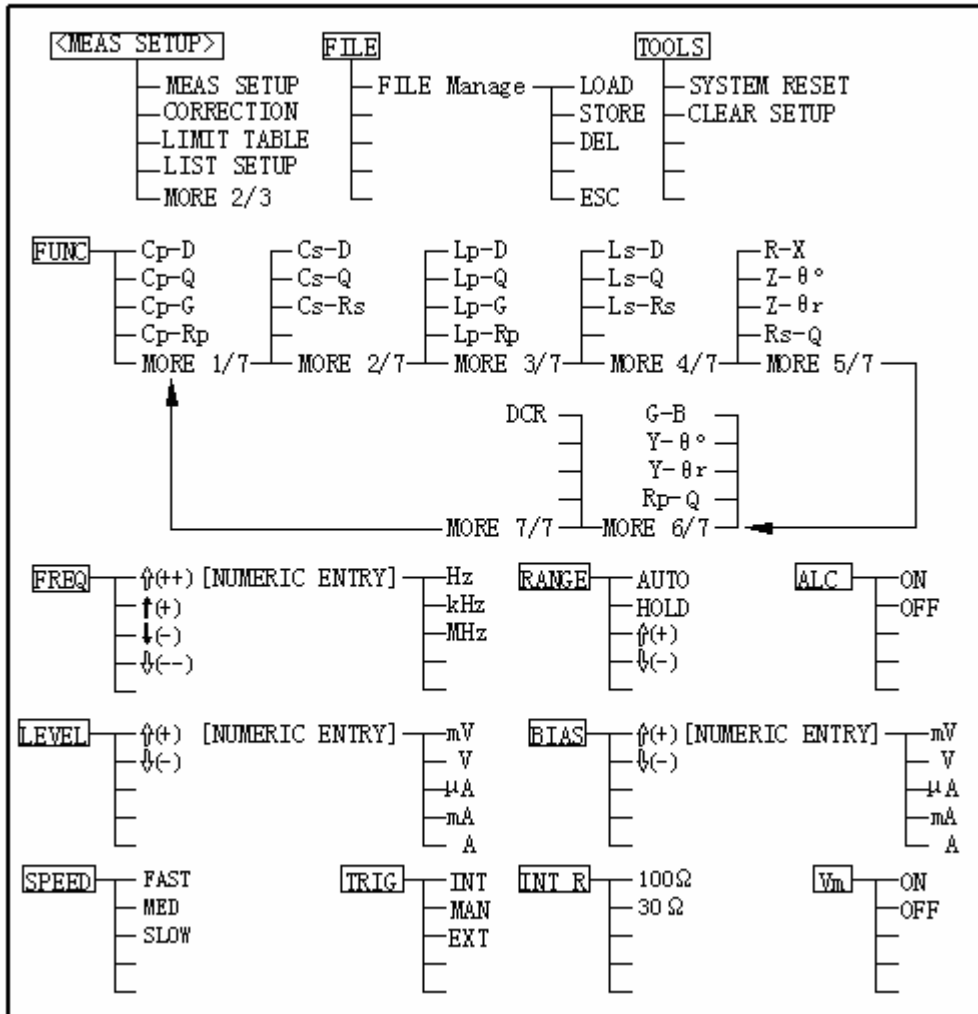 <MEAS SETUP> FILE TOOLS
MEAS SETUP FILE Manage LOAD SYSTEM RESET
CORRECTION STORE CLEAR SETUP
LIMIT TABLE DEL
LIST SETUP
MORE 2/3 ESC
FUNC Cp-D Cs-D Lp-D Ls-D R-X
Cp-Q Cs-Q Lp-Q Ls-Q Z-θ°
Cp-G Cs-Rs Lp-G Ls-Rs Z-θr
Cp-Rp Lp-Rp Rs-Q
MORE 1/7 MORE 2/7 MORE 3/7 MORE 4/7 MORE 5/7
DCR G-B
Y-θ°
Y-θr
Rp-Q
MORE 7/7 MORE 6/7
FREQ ⇧(++) [NUMERIC ENTRY] Hz RANGE AUTO ALC ON
↑(+) kHz HOLD OFF
↓(-) MHz ⇧(+)
⇩(--) ⇩(-)
LEVEL ⇧(+) [NUMERIC ENTRY] mV BIAS ⇧(+) [NUMERIC ENTRY] mV
⇩(-) V ⇩(-) V
μA μA
mA mA
A A
SPEED FAST TRIG INT INT R 100Ω Vm ON
MED MAN 30Ω OFF
SLOW EXT